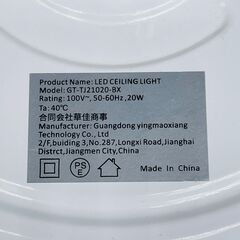 Product Name: LED CEILING LIGHT
Model: GT-TJ21020-BX
Rating: 100V~, 50-60Hz ,20W
Ta: 40℃
合同会社華佳商事
Manufacturer: Guangdong yingmaoxiang
Technology CO., Ltd
2/F,building 3,No.287, Longxi Road,Jianghai
District,Jiangmen City,China
PS
E
Made In China